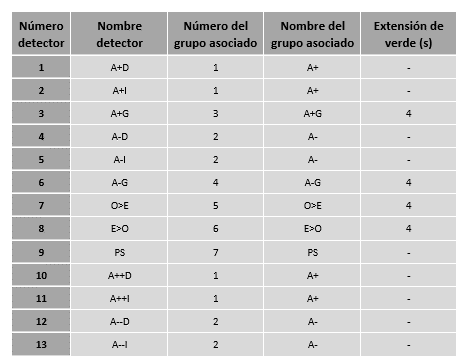 Número detector Nombre detector Número del grupo asociado Nombre del grupo asociado Extensión de verde (s)
1 A+D 1 A+ -
2 A+I 1 A+ -
3 A+G 3 A+G 4
4 A-D 2 A- -
5 A-I 2 A- -
6 A-G 4 A-G 4
7 O>E 5 O>E 4
8 E>O 6 E>O 4
9 PS 7 PS -
10 A++D 1 A+ -
11 A++I 1 A+ -
12 A--D 2 A- -
13 A--I 2 A- -